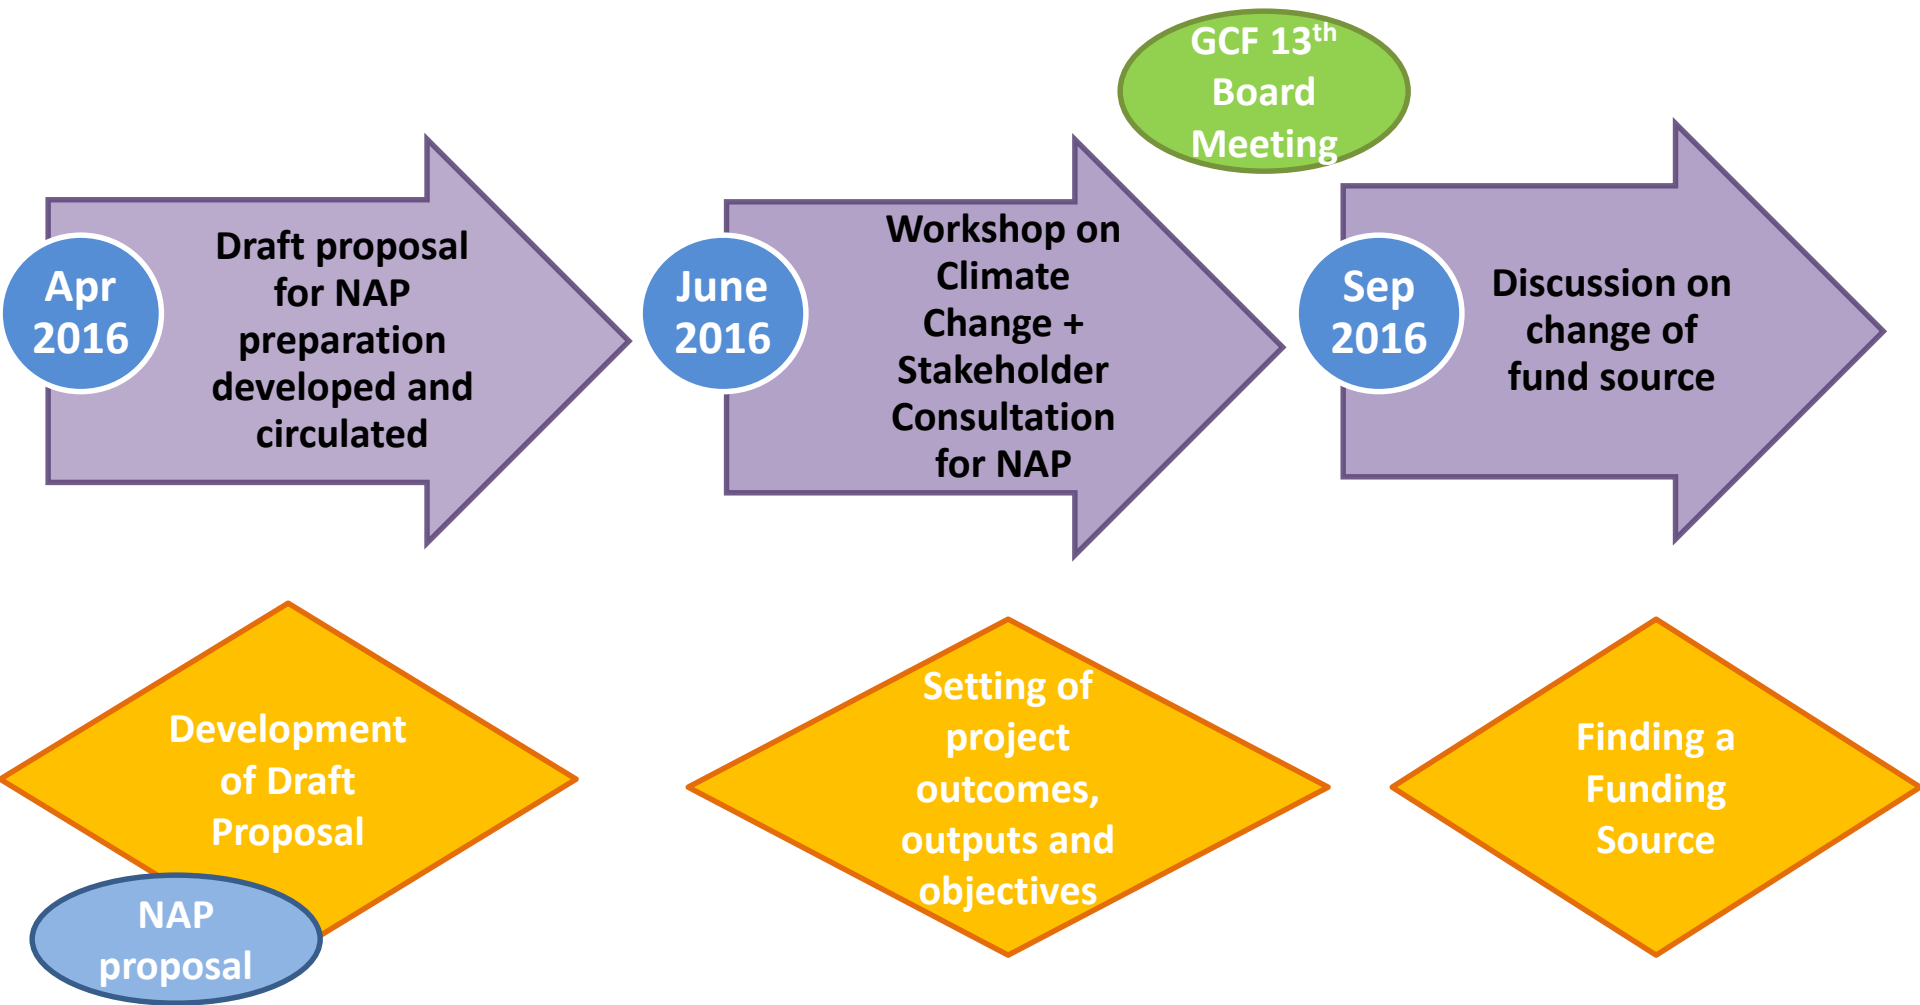 GCF 13th
Board
Meeting
Apr
2016
Draft proposal
for NAP
preparation
developed and
circulated
June
2016
Workshop on
Climate
Change +
Stakeholder
Consultation
for NAP
Sep
2016
Discussion on
change of
fund source
Development
of Draft
Proposal
NAP
proposal
Setting of
project
outcomes,
outputs and
objectives
Finding a
Funding
Source